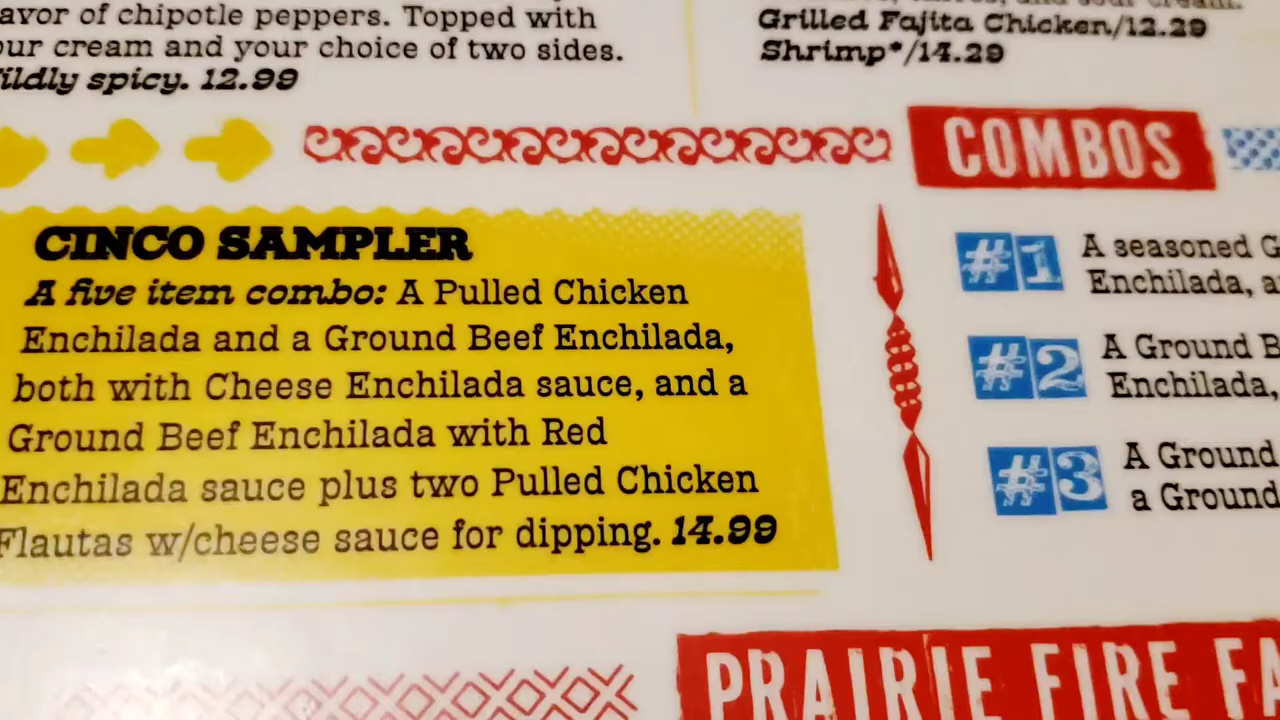 of chipotle peppers. Topped with
cream and your choice of two sides.
spicy. 12.99
Grilled Fajita Chicken/12.29
Shrimp*/14.29
COMBOS
CINCO SAMPLER
A five item combo: A Pulled Chicken
Enchilada and a Ground Beef Enchilada,
both with Cheese Enchilada sauce, and a
Ground Beef Enchilada with Red
Enchilada sauce plus two Pulled Chicken
Flautas w/cheese sauce for dipping. 14.99
#1 A seasoned
Enchilada,
#2 A Ground
Enchilada,
#3 A Ground
a Ground
PRAIRIE FIRE